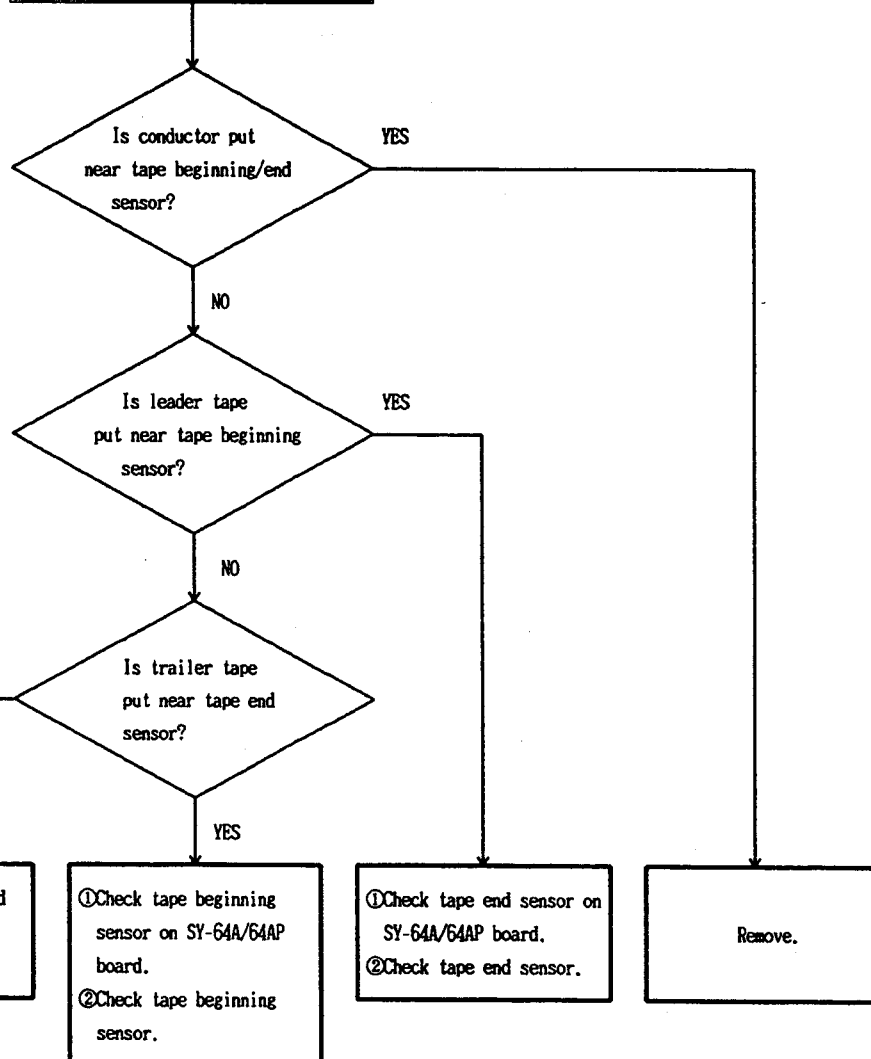 Is conductor put
near tape beginning/end
sensor?
YES
NO
Is leader tape
put near tape beginning
sensor?
YES
NO
Is trailer tape
put near tape end
sensor?
YES
①Check tape beginning
sensor on SY-64A/64AP
board.
②Check tape beginning
sensor.
①Check tape end sensor on
SY-64A/64AP board.
②Check tape end sensor.
Remove.